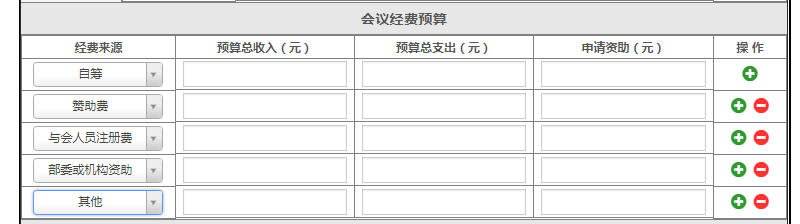 会议经费预算
经费来源 预算总收入（元） 预算总支出（元） 申请资助（元） 操 作
自筹
赞助费
与会人员注册费
部委或机构资助
其他